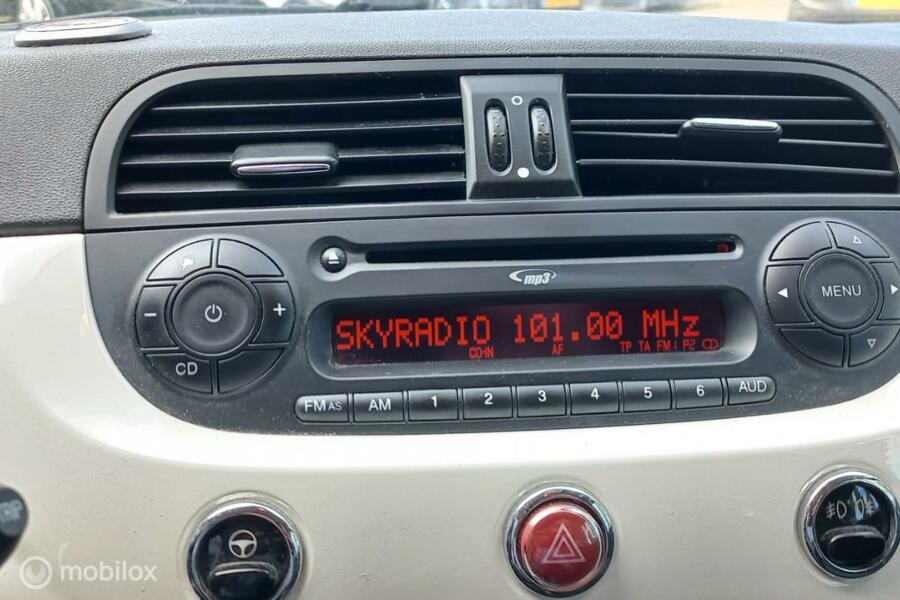 mp3
SKYRADIO 101.00 MHz
CD-IN AF TP TA FM1 P2 CD
MENU
CD
FM AS AM 1 2 3 4 5 6 AUD
mobilox